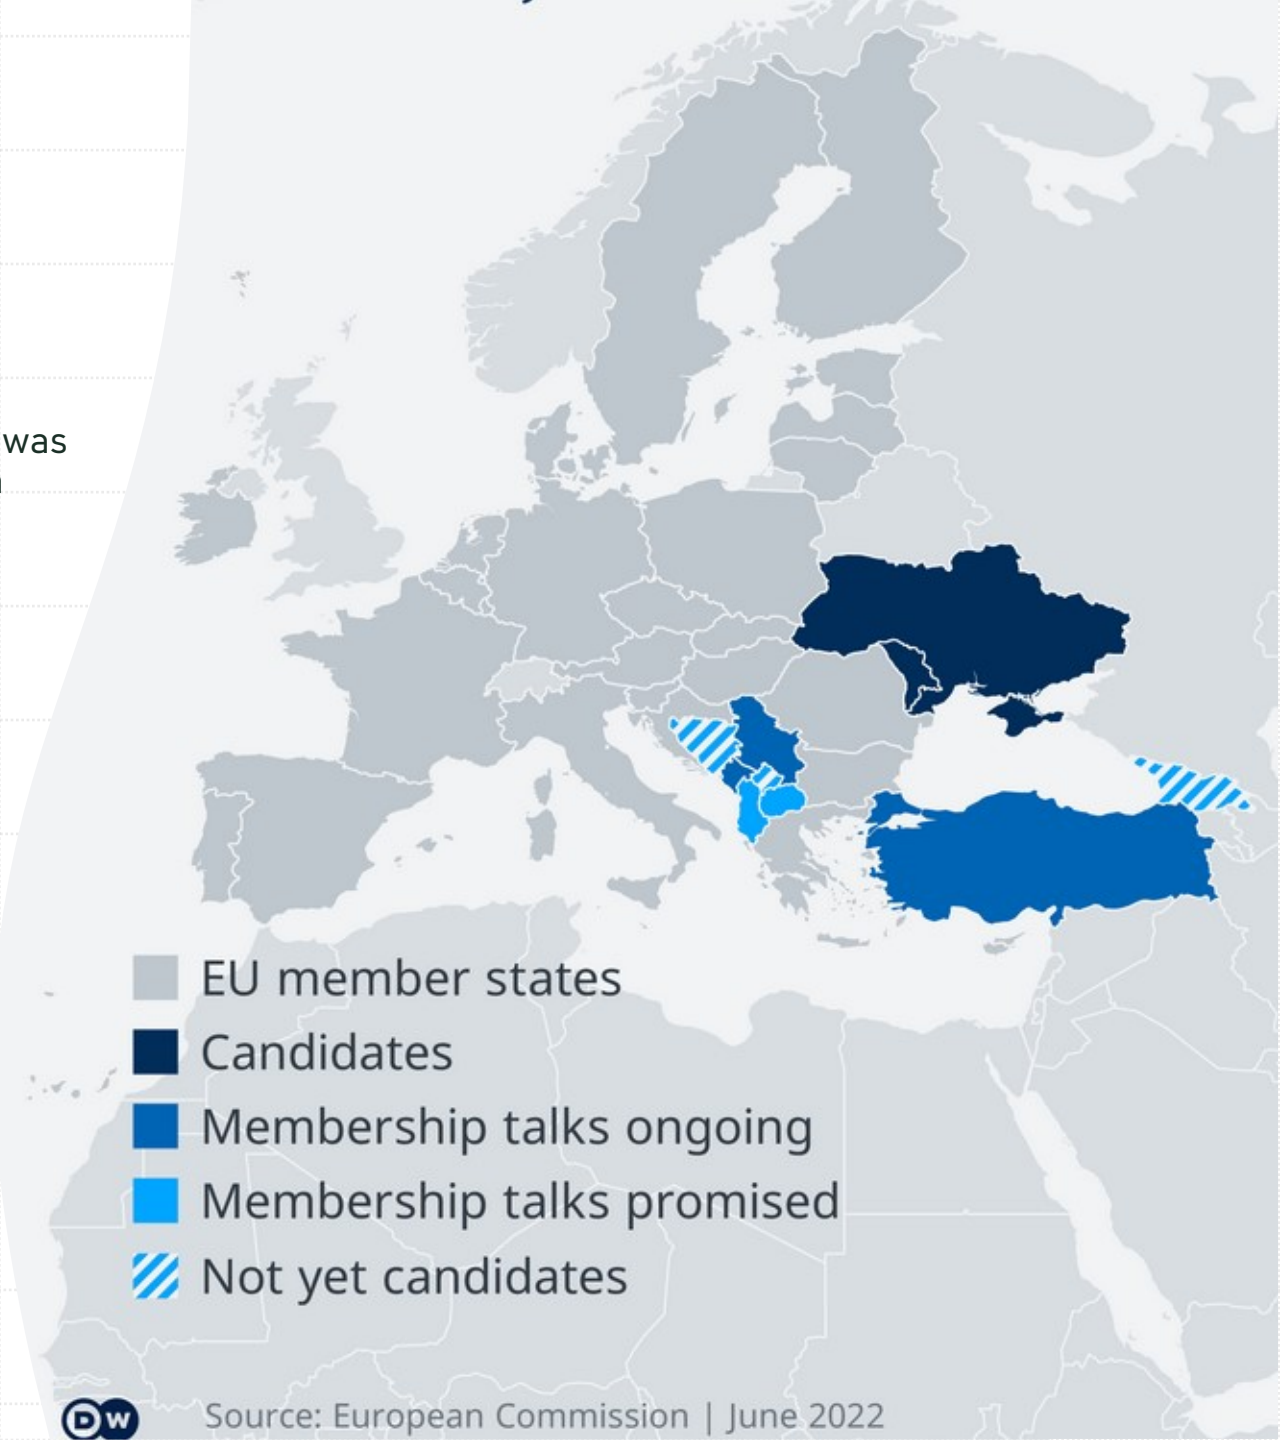 was
EU member states
Candidates
Membership talks ongoing
Membership talks promised
Not yet candidates
DW
Source: European Commission | June 2022